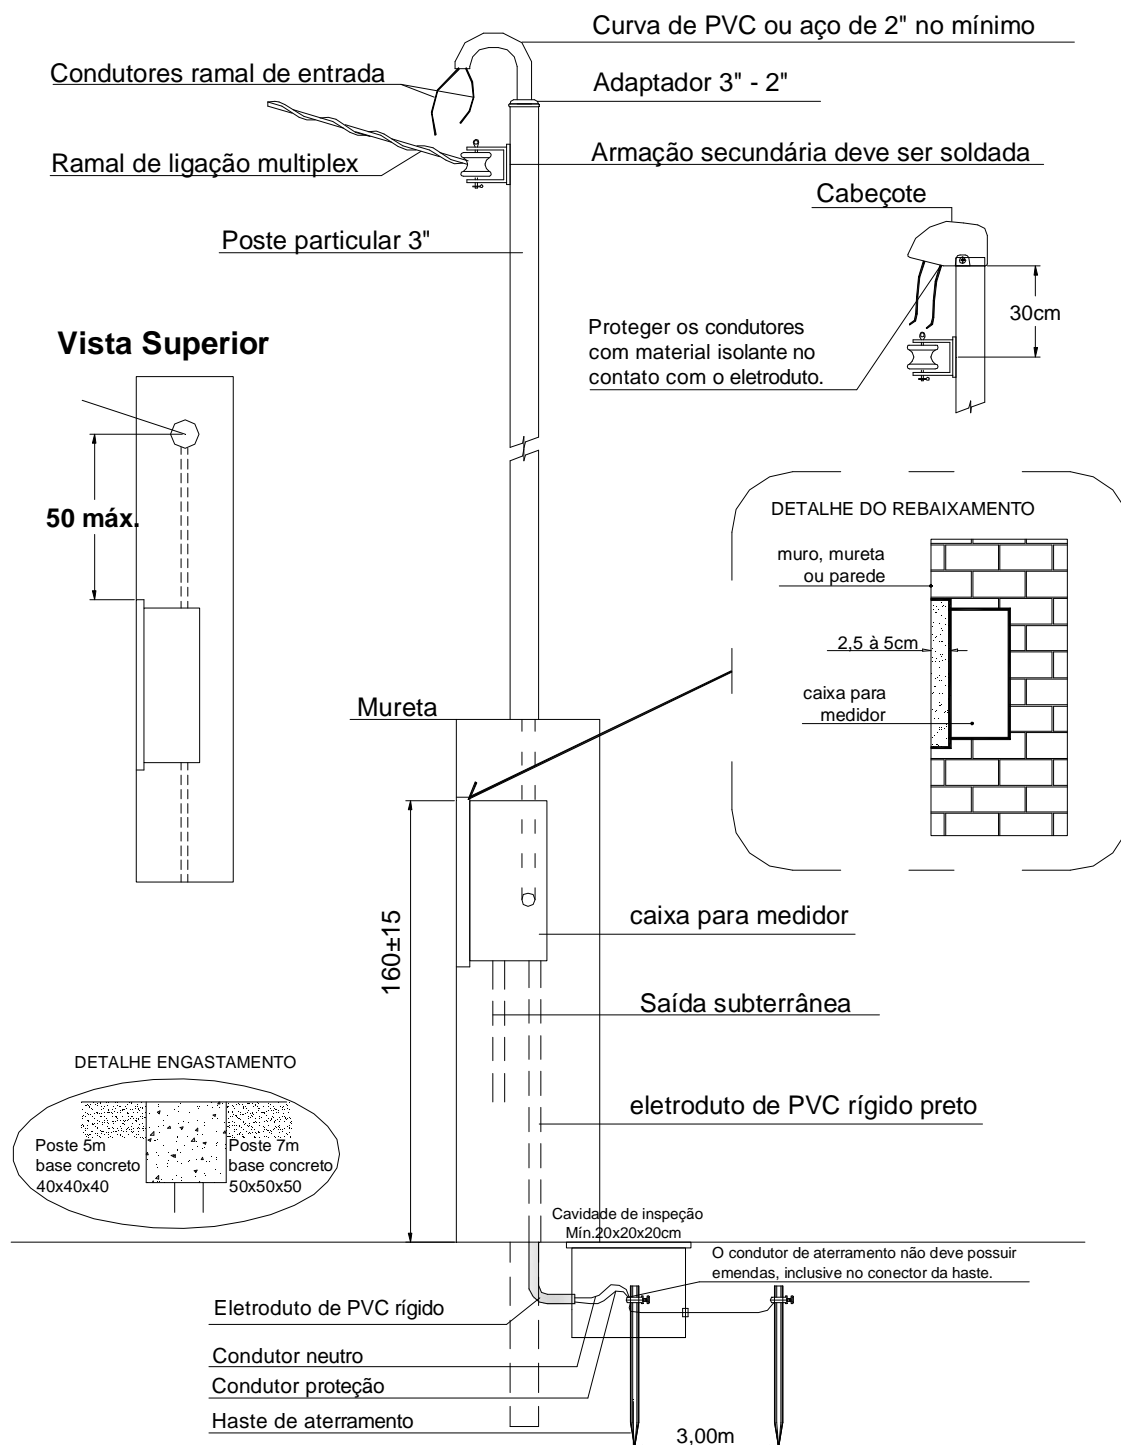 Curva de PVC ou aço de 2" no mínimo
Condutores ramal de entrada
Adaptador 3" - 2"
Ramal de ligação multiplex
Armação secundária deve ser soldada
Cabeçote
Poste particular 3"
30cm
Proteger os condutores
com material isolante no
contato com o eletroduto.
Vista Superior
50 máx.
DETALHE DO REBAIXAMENTO
muro, mureta
ou parede
2,5 à 5cm
caixa para
medidor
Mureta
160±15
caixa para medidor
Saída subterrânea
eletroduto de PVC rígido preto
DETALHE ENGASTAMENTO
Poste 5m
base concreto
40x40x40
Poste 7m
base concreto
50x50x50
Cavidade de inspeção
Mín.20x20x20cm
O condutor de aterramento não deve possuir
emendas, inclusive no conector da haste.
Eletroduto de PVC rígido
Condutor neutro
Condutor proteção
Haste de aterramento
3,00m